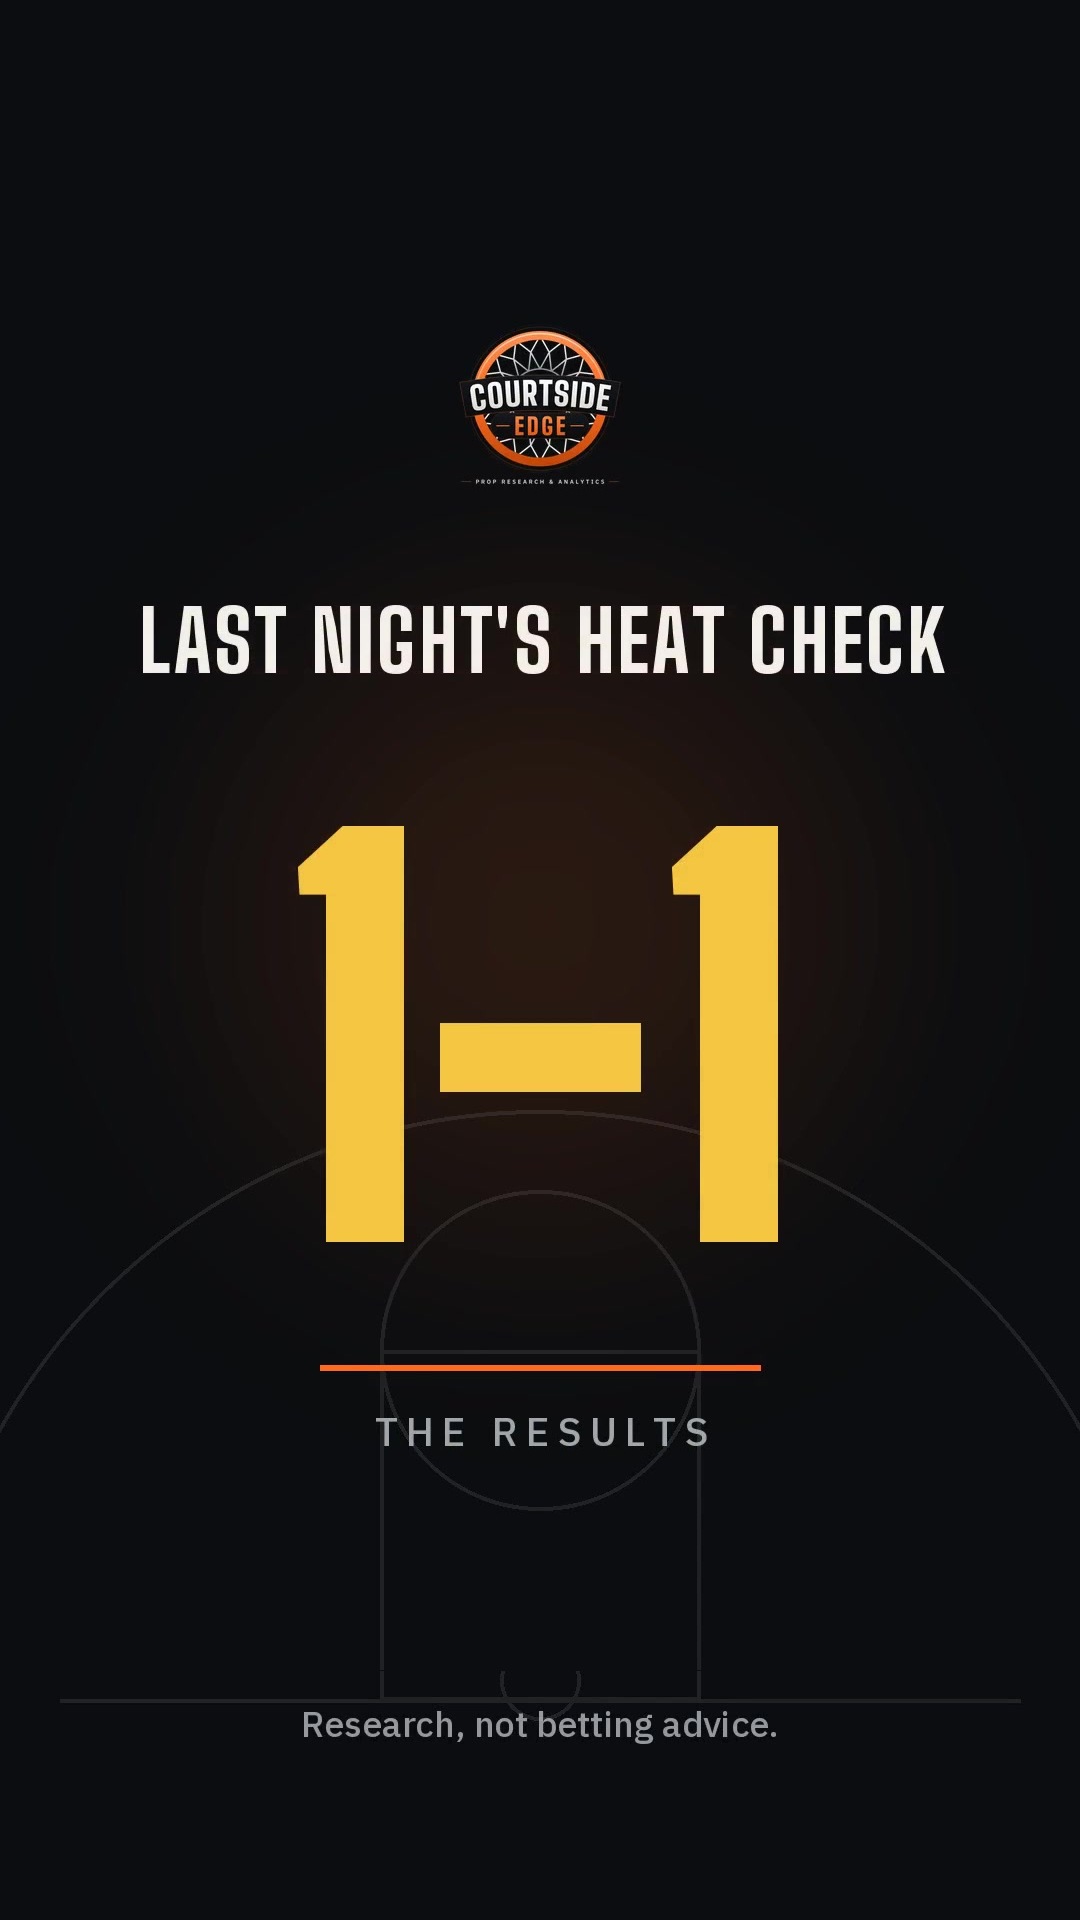 COURTSIDE
EDGE
PROP RESEARCH & ANALYTICS
LAST NIGHT'S HEAT CHECK
1-1
THE RESULTS
Research, not betting advice.